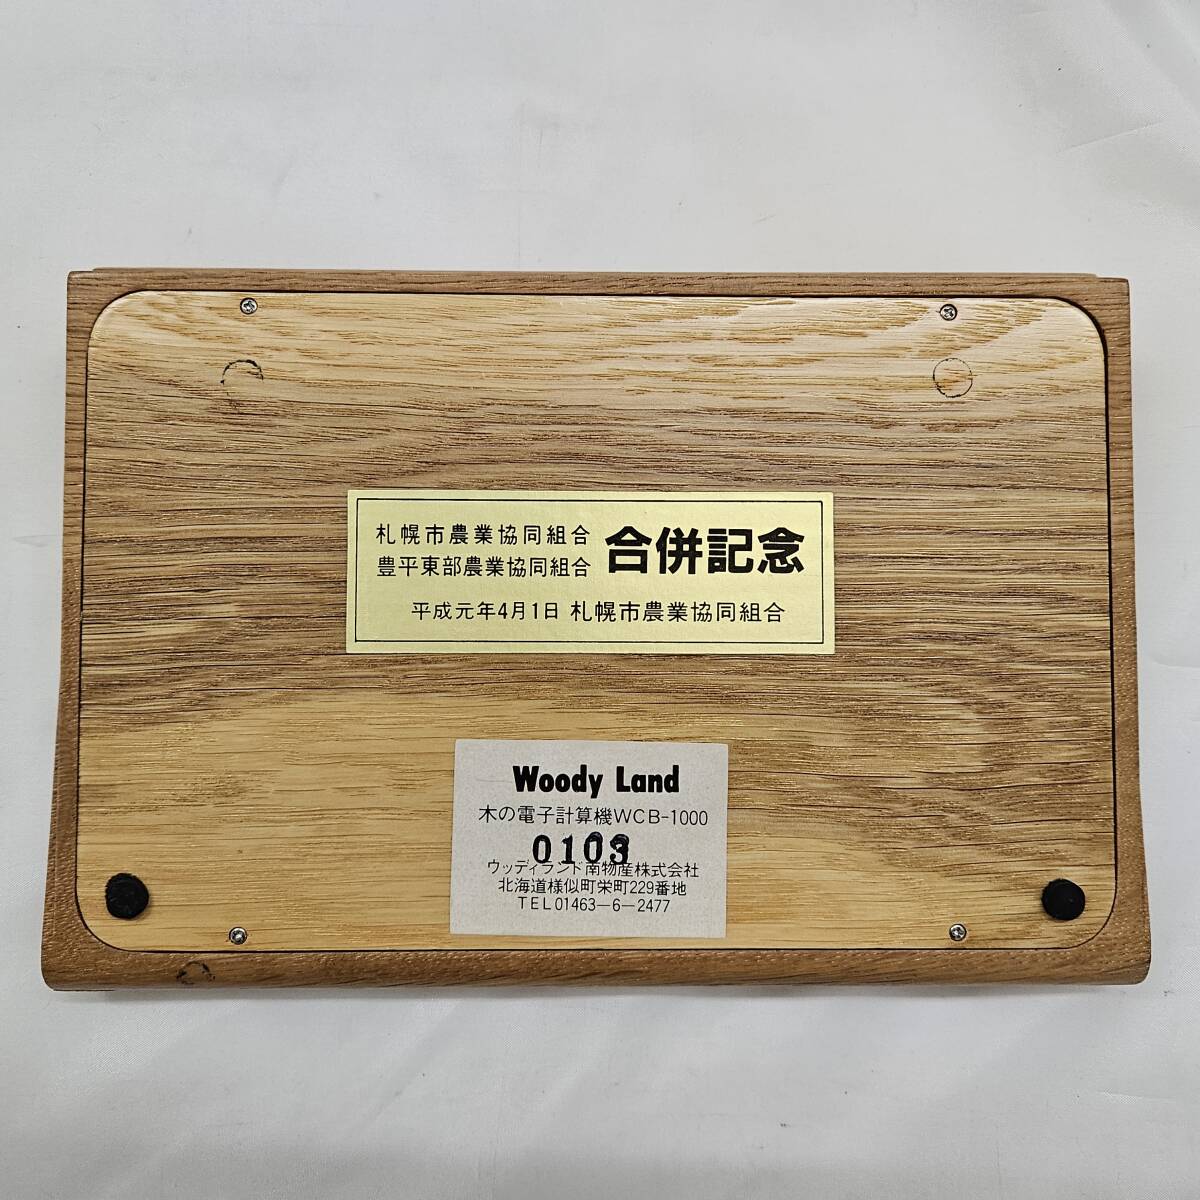 札幌市農業協同組合
豊平東部農業協同組合
合併記念
平成元年4月1日 札幌市農業協同組合
Woody Land
木の電子計算機WCB-1000
0103
ウッディランド南物産株式会社
北海道様似町栄町229番地
TEL01463-6-2477